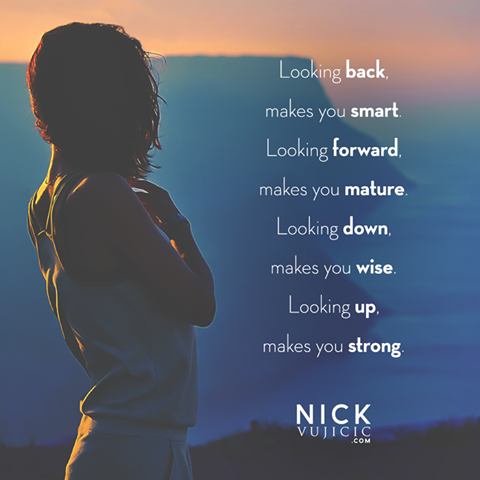 Looking back,
makes you smart.
Looking forward,
makes you mature.
Looking down,
makes you wise.
Looking up,
makes you strong.
NICK
VUJICIC
.COM